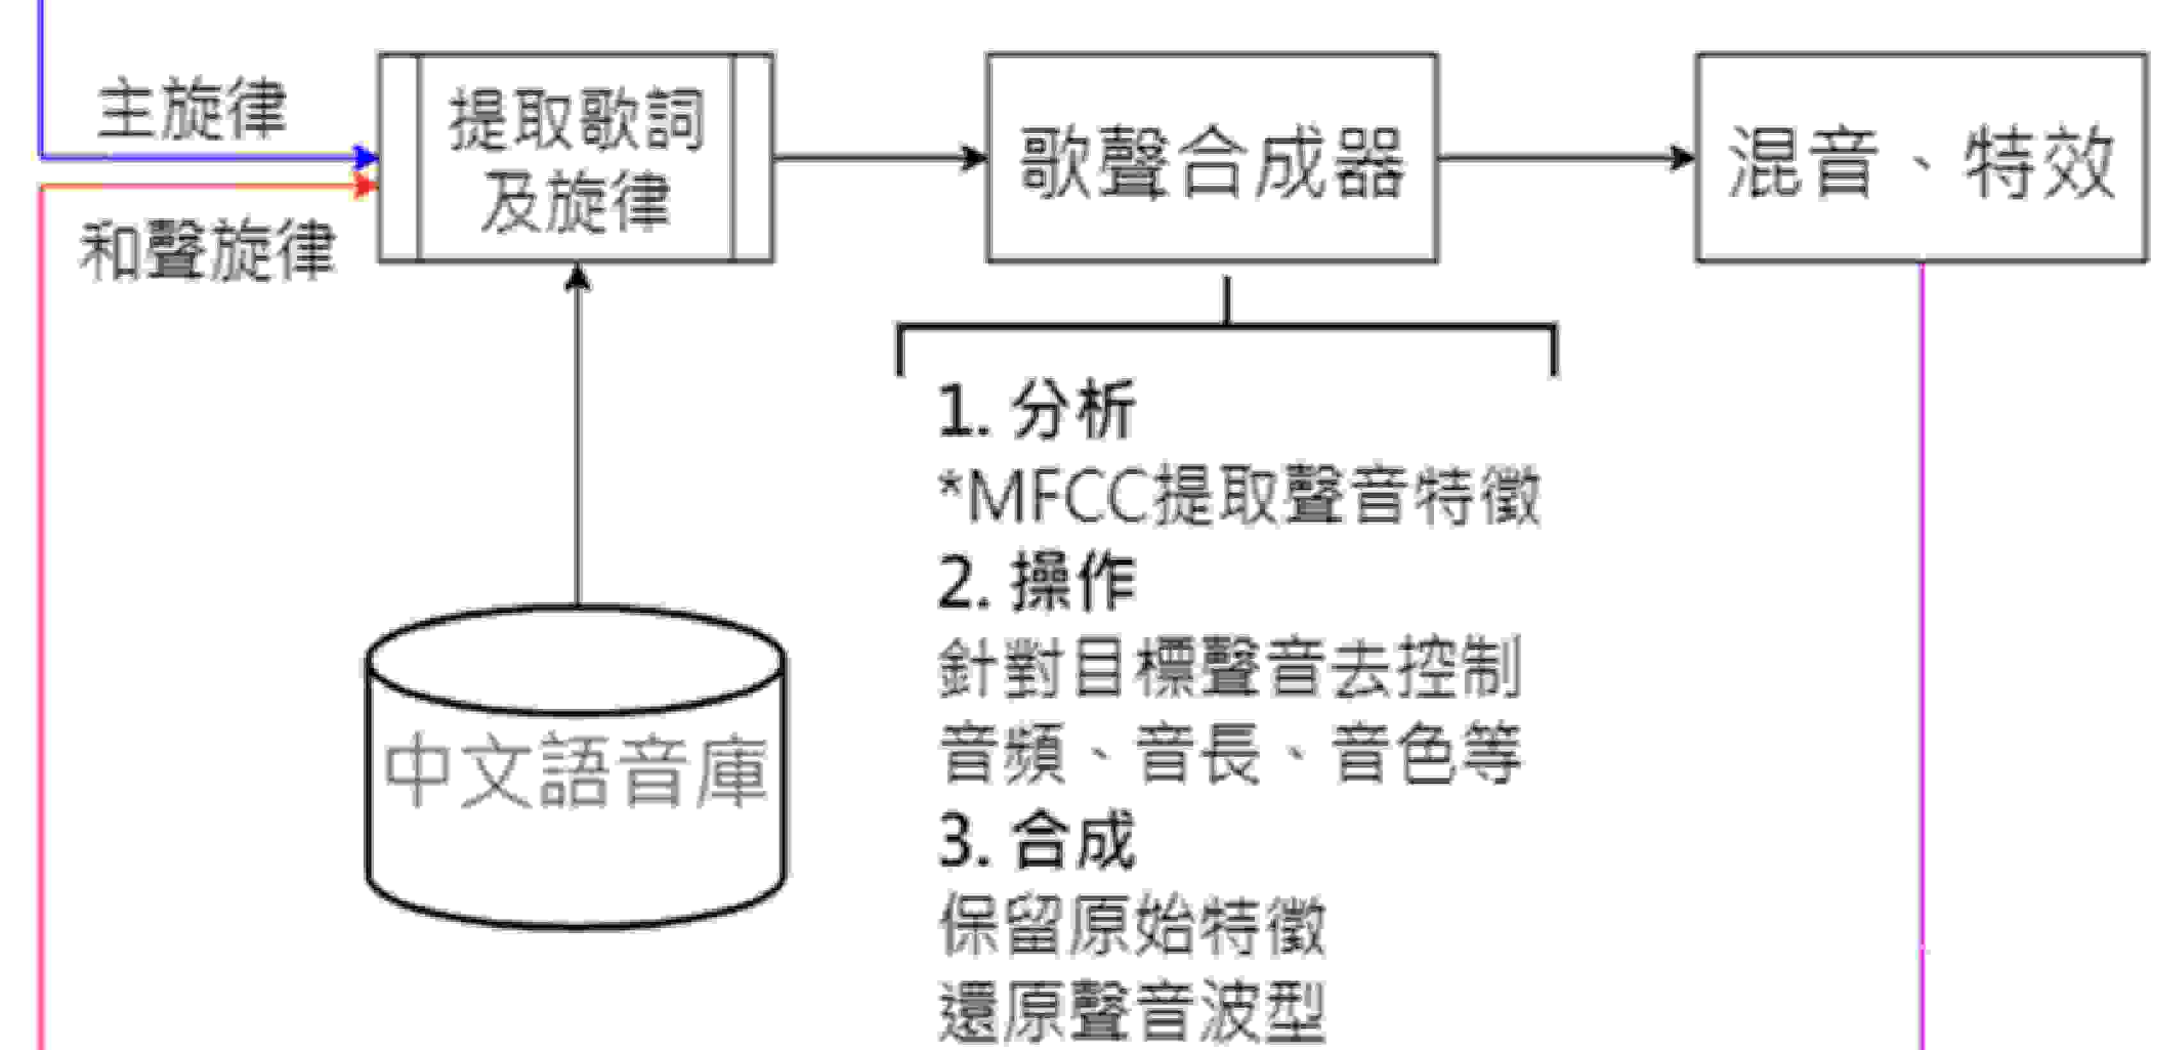 主旋律
和聲旋律
提取歌詞
及旋律
歌聲合成器
混音、特效
中文語音庫
1. 分析
*MFCC提取聲音特徵
2. 操作
針對目標聲音去控制
音頻、音長、音色等
3. 合成
保留原始特徵
還原聲音波型